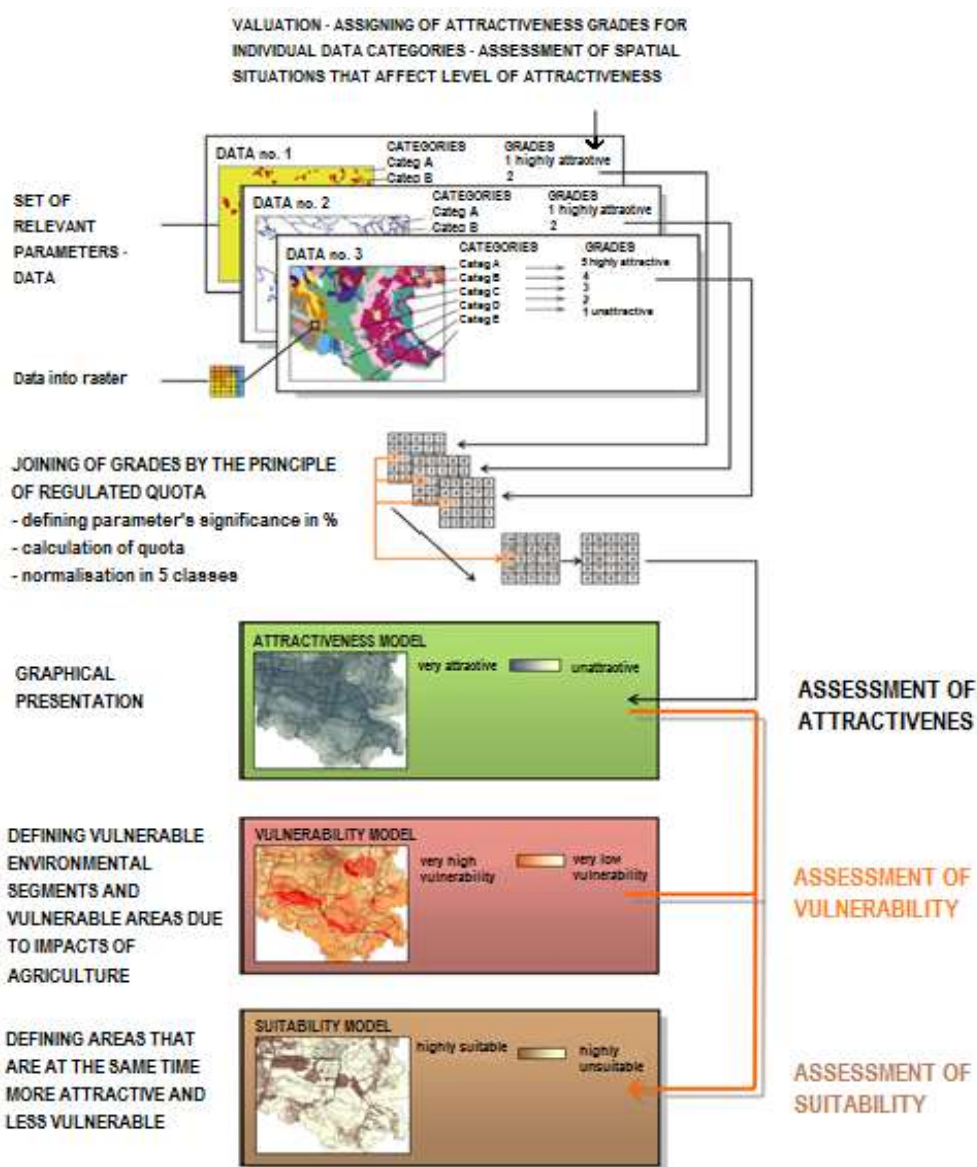 VALUATION - ASSIGNING OF ATTRACTIVENESS GRADES FOR
INDIVIDUAL DATA CATEGORIES - ASSESSMENT OF SPATIAL
SITUATIONS THAT AFFECT LEVEL OF ATTRACTIVENESS
SET OF
RELEVANT
PARAMETERS -
DATA
DATA no. 1
CATEGORIES GRADES
Categ A 1 highly attractive
Categ B 2
DATA no. 2
CATEGORIES GRADES
Categ A 1 highly attractive
Categ B 2
DATA no. 3
CATEGORIES GRADES
Categ A 5 highly attractive
Categ B 4
Categ C 3
Categ D 2
Categ E 1 unattractive
Data into raster
JOINING OF GRADES BY THE PRINCIPLE
OF REGULATED QUOTA
- defining parameter's significance in %
- calculation of quota
- normalisation in 5 classes
GRAPHICAL
PRESENTATION
ATTRACTIVENESS MODEL
very attractive unattractive
ASSESSMENT OF
ATTRACTIVENES
DEFINING VULNERABLE
ENVIRONMENTAL
SEGMENTS AND
VULNERABLE AREAS DUE
TO IMPACTS OF
AGRICULTURE
VULNERABILITY MODEL
very high very low
vulnerability vulnerability
ASSESSMENT OF
VULNERABILITY
DEFINING AREAS THAT
ARE AT THE SAME TIME
MORE ATTRACTIVE AND
LESS VULNERABLE
SUITABILITY MODEL
highly suitable highly
unsuitable
ASSESSMENT OF
SUITABILITY